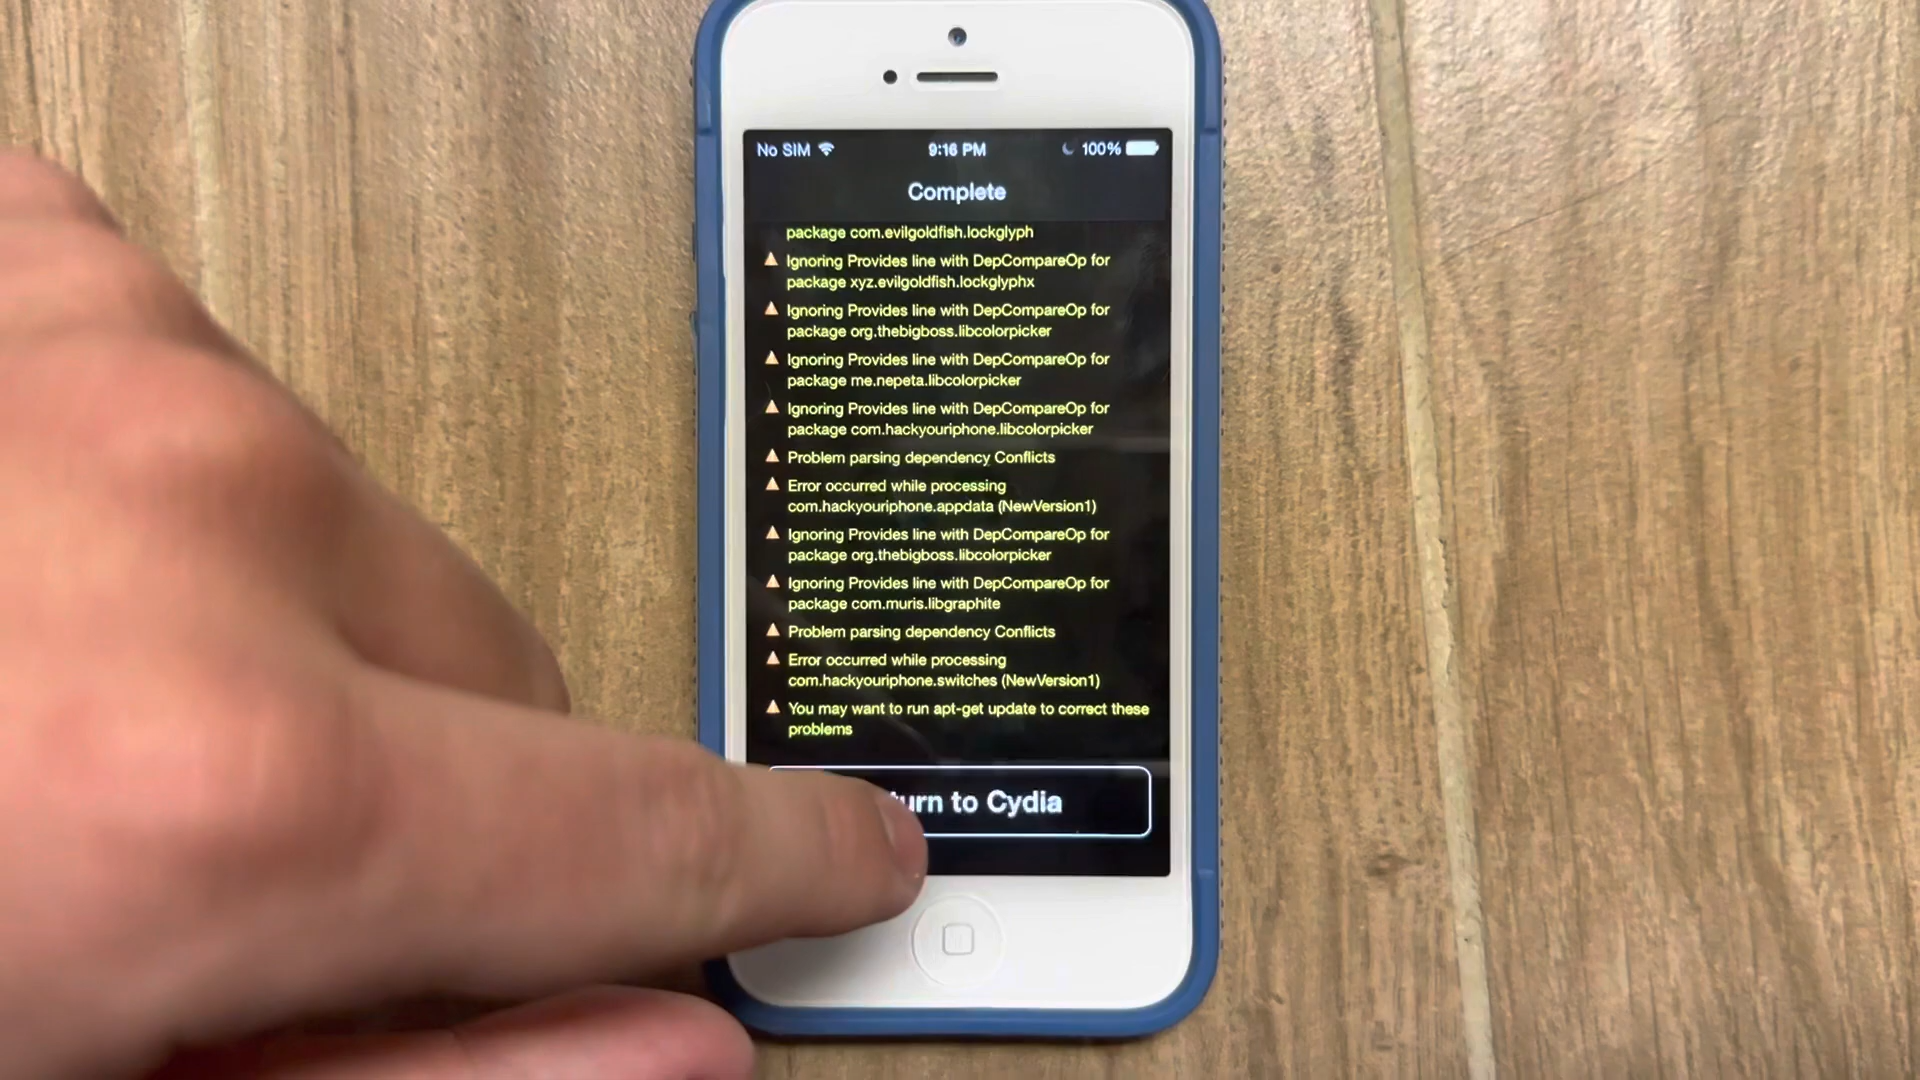 No SIM 9:16 PM 100%
Complete
package com.evilgoldfish.lockglyph
Ignoring Provides line with DepCompareOp for
package xyz.evilgoldfish.lockglyphx
Ignoring Provides line with DepCompareOp for
package org.thebigboss.libcolorpicker
Ignoring Provides line with DepCompareOp for
package me.nepeta.libcolorpicker
Ignoring Provides line with DepCompareOp for
package com.hackyouriphone.libcolorpicker
Problem parsing dependency Conflicts
Error occurred while processing
com.hackyouriphone.appdata (NewVersion1)
Ignoring Provides line with DepCompareOp for
package org.thebigboss.libcolorpicker
Ignoring Provides line with DepCompareOp for
package com.muris.libgraphite
Problem parsing dependency Conflicts
Error occurred while processing
com.hackyouriphone.switches (NewVersion1)
You may want to run apt-get update to correct these
problems
turn to Cydia